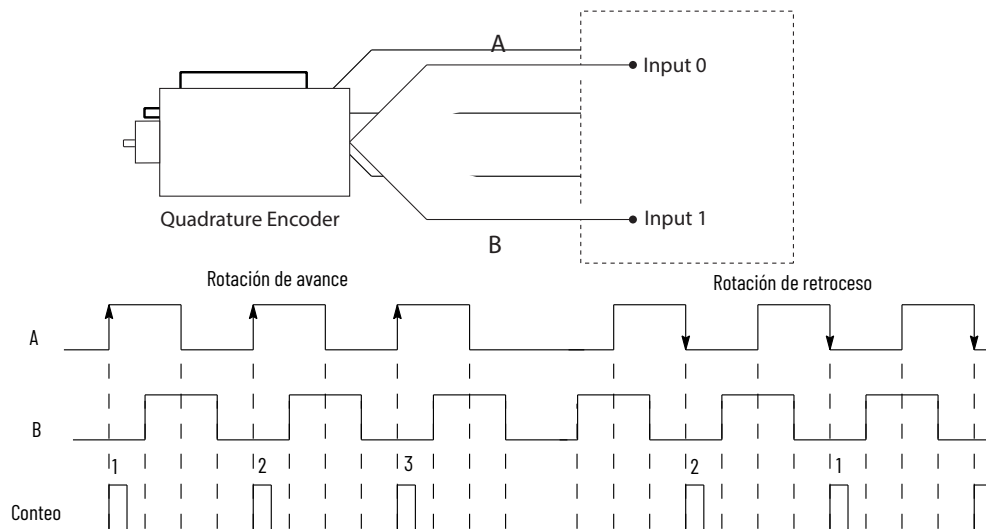 A
Input 0
Quadrature Encoder
Input 1
B
Rotación de avance
Rotación de retroceso
A
B
1 2 3 2 1
Conteo